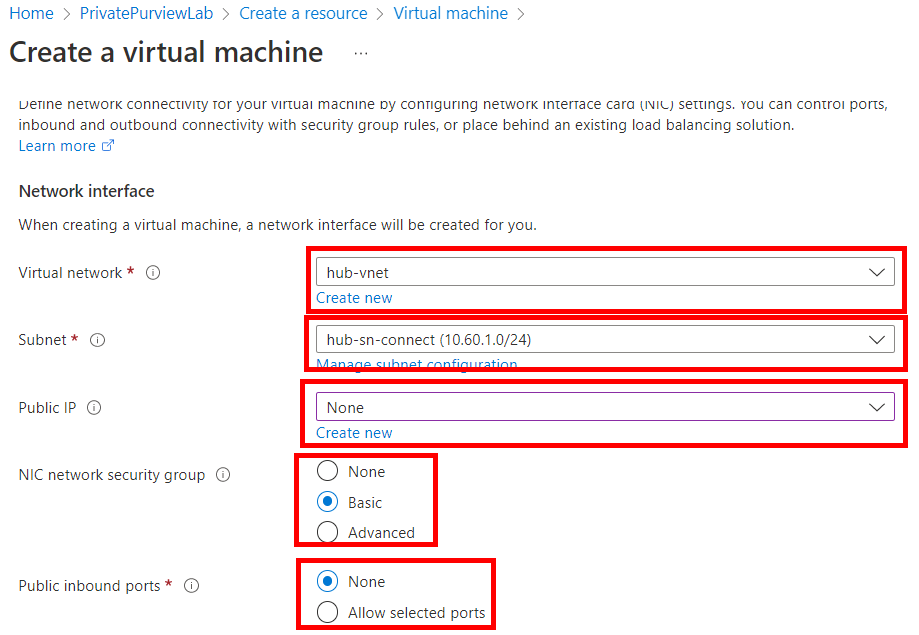 Home > PrivatePurviewLab > Create a resource > Virtual machine >
Create a virtual machine ...
Define network connectivity for your virtual machine by configuring network interface card (NIC) settings. You can control ports,
inbound and outbound connectivity with security group rules, or place behind an existing load balancing solution.
Learn more
Network interface
When creating a virtual machine, a network interface will be created for you.
Virtual network *
hub-vnet
Create new
Subnet *
hub-sn-connect (10.60.1.0/24)
Manage subnet configuration
Public IP
None
Create new
NIC network security group
None
Basic
Advanced
Public inbound ports *
None
Allow selected ports